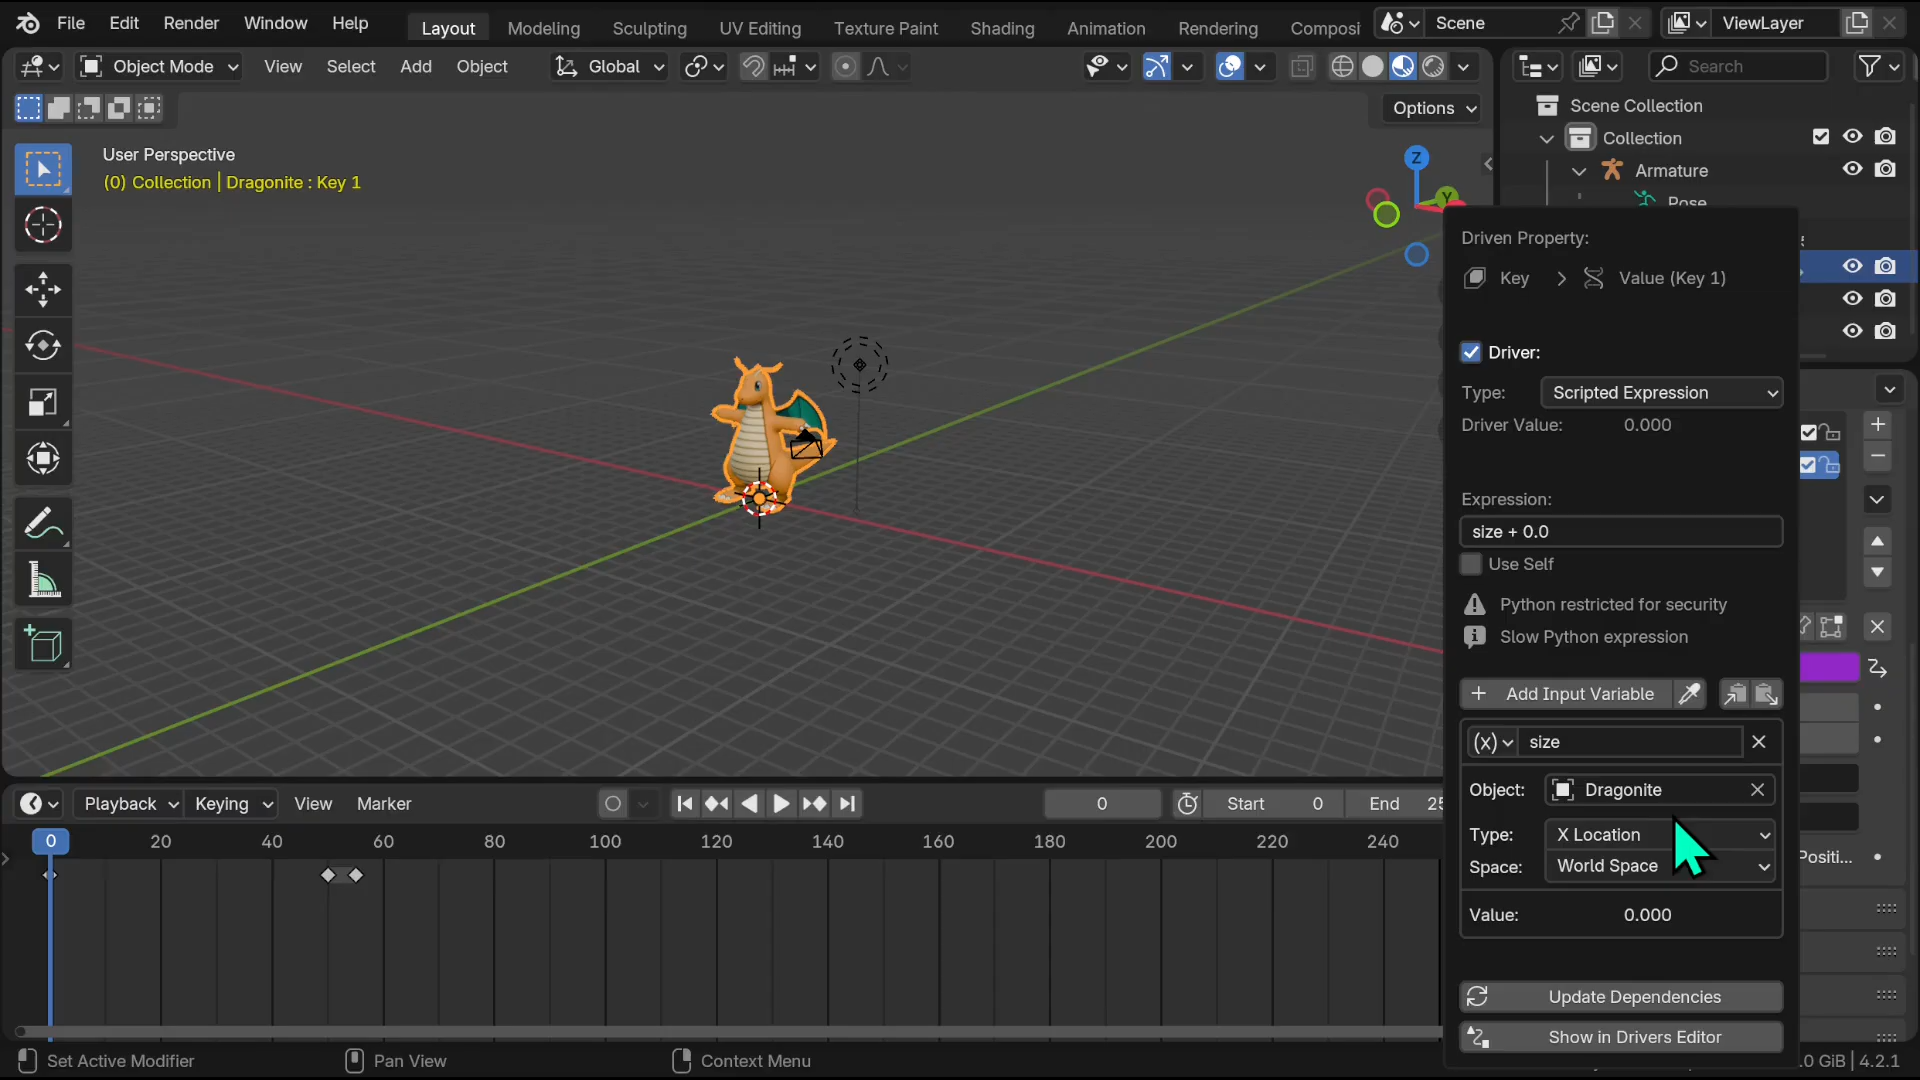 File Edit Render Window Help Layout Modeling Sculpting UV Editing Texture Paint Shading Animation Rendering Composi Scene ViewLayer
Object Mode View Select Add Object Global Search
Options
User Perspective
(0) Collection | Dragonite : Key 1
Z
Y
Scene Collection
Collection
Armature
Pose
Driven Property:
Key > Value (Key 1)
Driver:
Type: Scripted Expression
Driver Value: 0.000
Expression:
size + 0.0
Use Self
Python restricted for security
Slow Python expression
+ Add Input Variable
(x) size
Object: Dragonite
Type: X Location
Space: World Space
Positi...
Value: 0.000
Update Dependencies
Show in Drivers Editor
Playback Keying View Marker 0 Start 0 End 25
0 20 40 60 80 100 120 140 160 180 200 220 240
Set Active Modifier Pan View Context Menu .0 GiB | 4.2.1